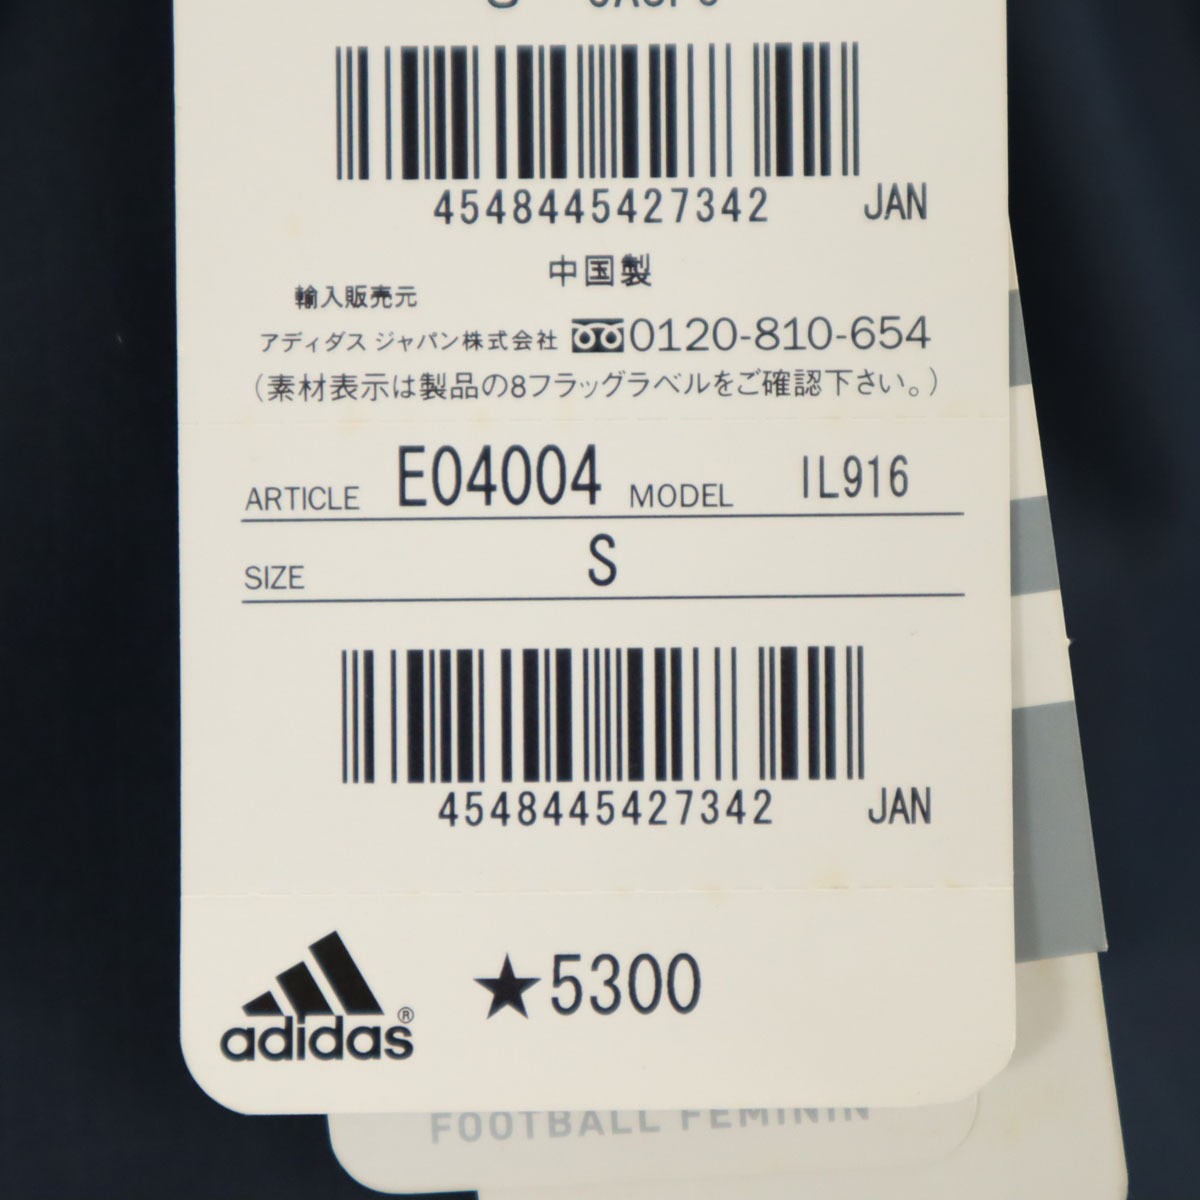 4548445427342 JAN
中国製
輸入販売元
アディダス ジャパン株式会社 0120-810-654
(素材表示は製品の8フラッグラベルをご確認下さい。)
ARTICLE E04004 MODEL IL916
SIZE S
4548445427342 JAN
adidas® ★5300
FOOTBALL FEMININ